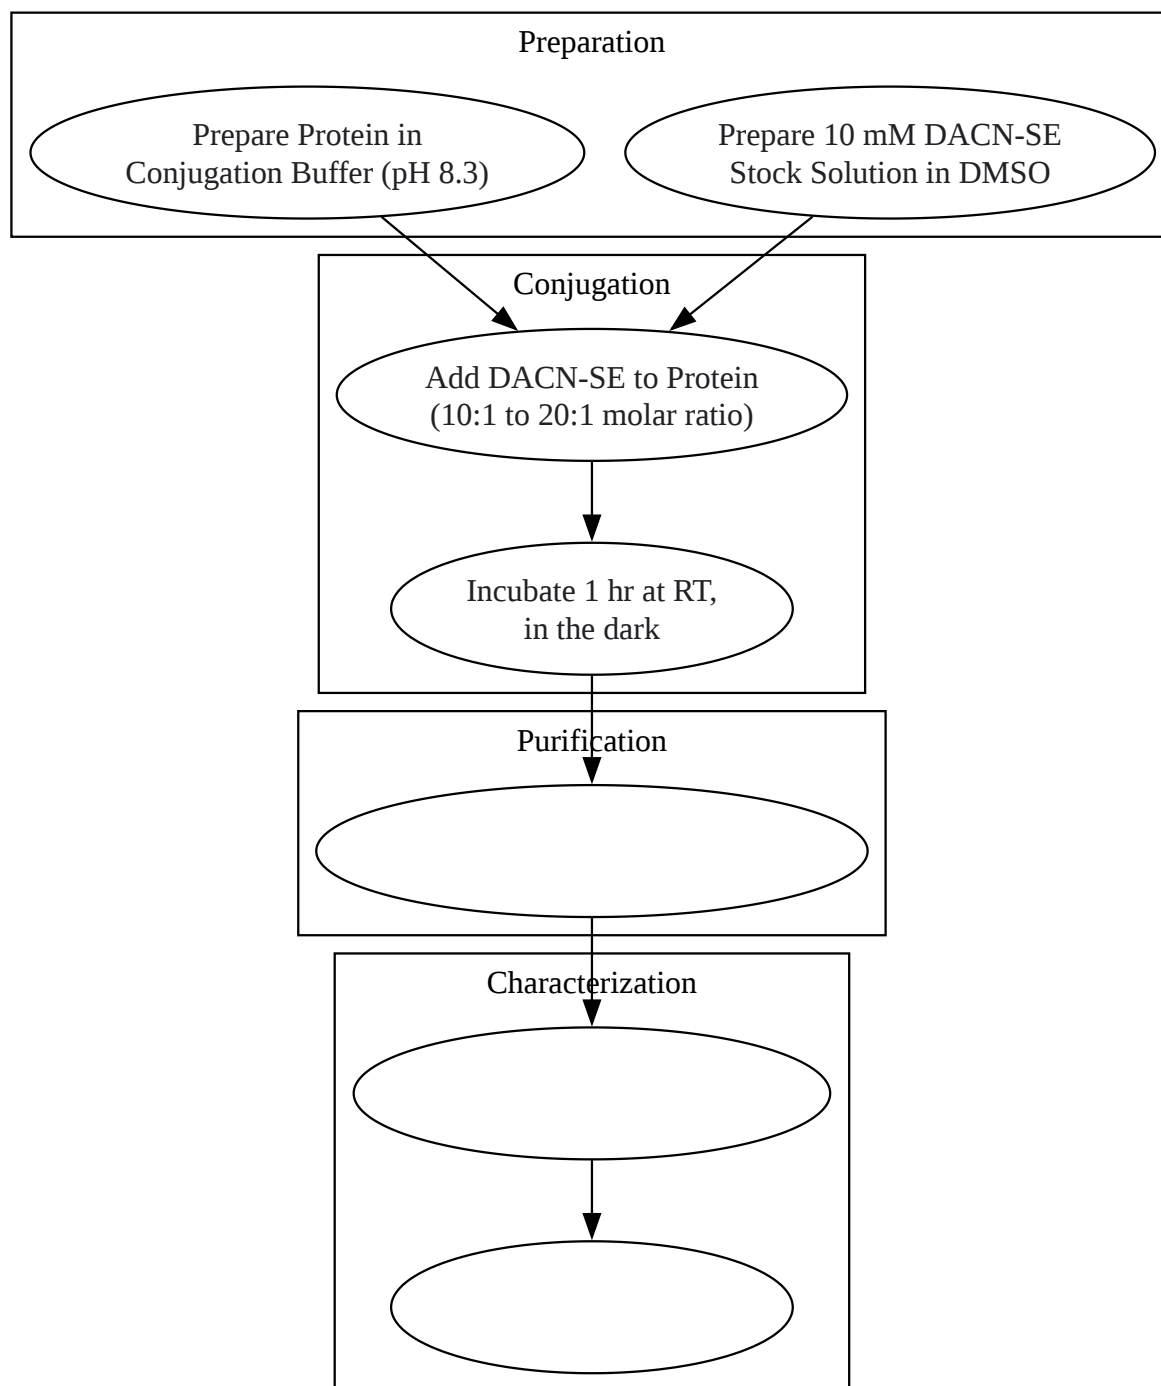 Preparation
Prepare Protein in
Conjugation Buffer (pH 8.3)
Prepare 10 mM DACN-SE
Stock Solution in DMSO
Conjugation
Add DACN-SE to Protein
(10:1 to 20:1 molar ratio)
Incubate 1 hr at RT,
in the dark
Purification
Characterization